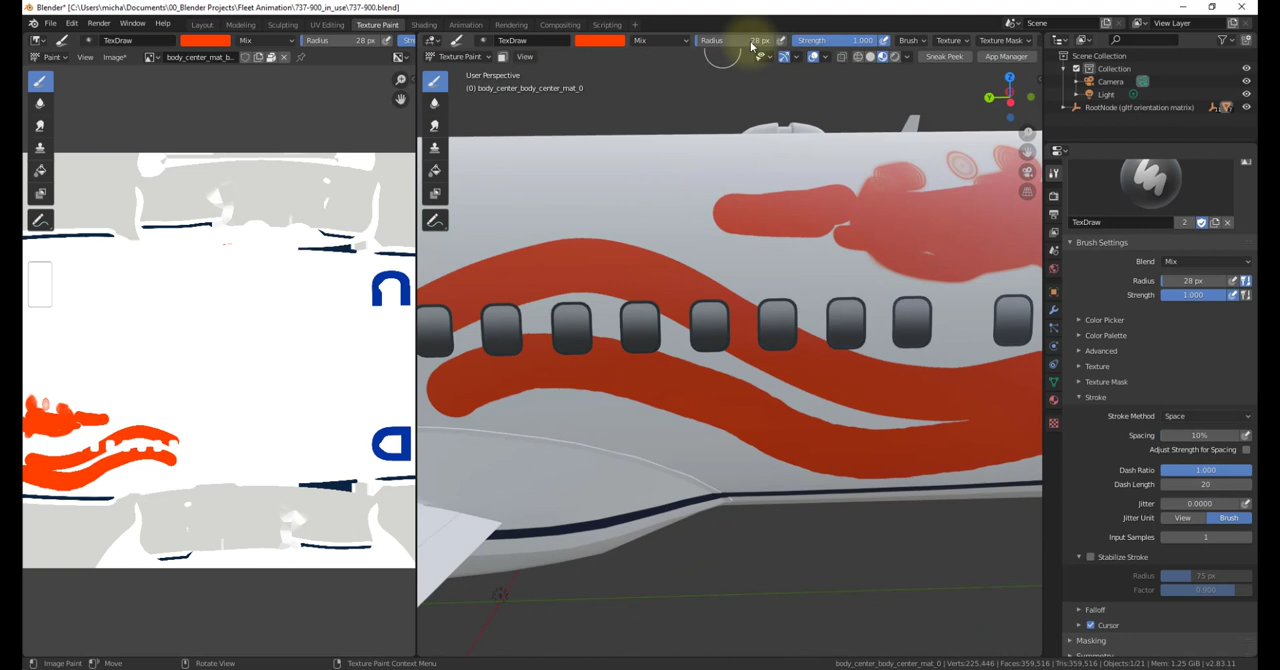 Blender* [C:\Users\micha\Documents\00_Blender Projects\Fleet Animation\737-900_in_use\737-900.blend]
File Edit Render Window Help Layout Modeling Sculpting UV Editing Texture Paint Shading Animation Rendering Compositing Scripting + Scene View Layer
TexDraw Mix Radius 28 px Str TexDraw Mix Radius 28 px Strength 1.000 Brush Texture Texture Mask
Paint View Image* body_center_mat_b... Texture Paint View Sneak Peek App Manager
Scene Collection
Collection
Camera
Light
RootNode (gltf orientation matrix)
User Perspective
(0) body_center_body_center_mat_0
Z
Y
TexDraw 2
Brush Settings
Blend Mix
Radius 28 px
Strength 1.000
Color Picker
Color Palette
Advanced
Texture
Texture Mask
Stroke
Stroke Method Space
Spacing 10%
Adjust Strength for Spacing
Dash Ratio 1.000
Dash Length 20
Jitter 0.0000
Jitter Unit View Brush
Input Samples 1
Stabilize Stroke
Radius 75 px
Factor 0.900
Falloff
Cursor
Masking
Image Paint Move Rotate View Texture Paint Context Menu body_center_body_center_mat_0 | Verts:225,446 | Faces:359,516 | Tris:359,516 | Objects:1/21 | Mem: 1.25 GiB | v2.83.11